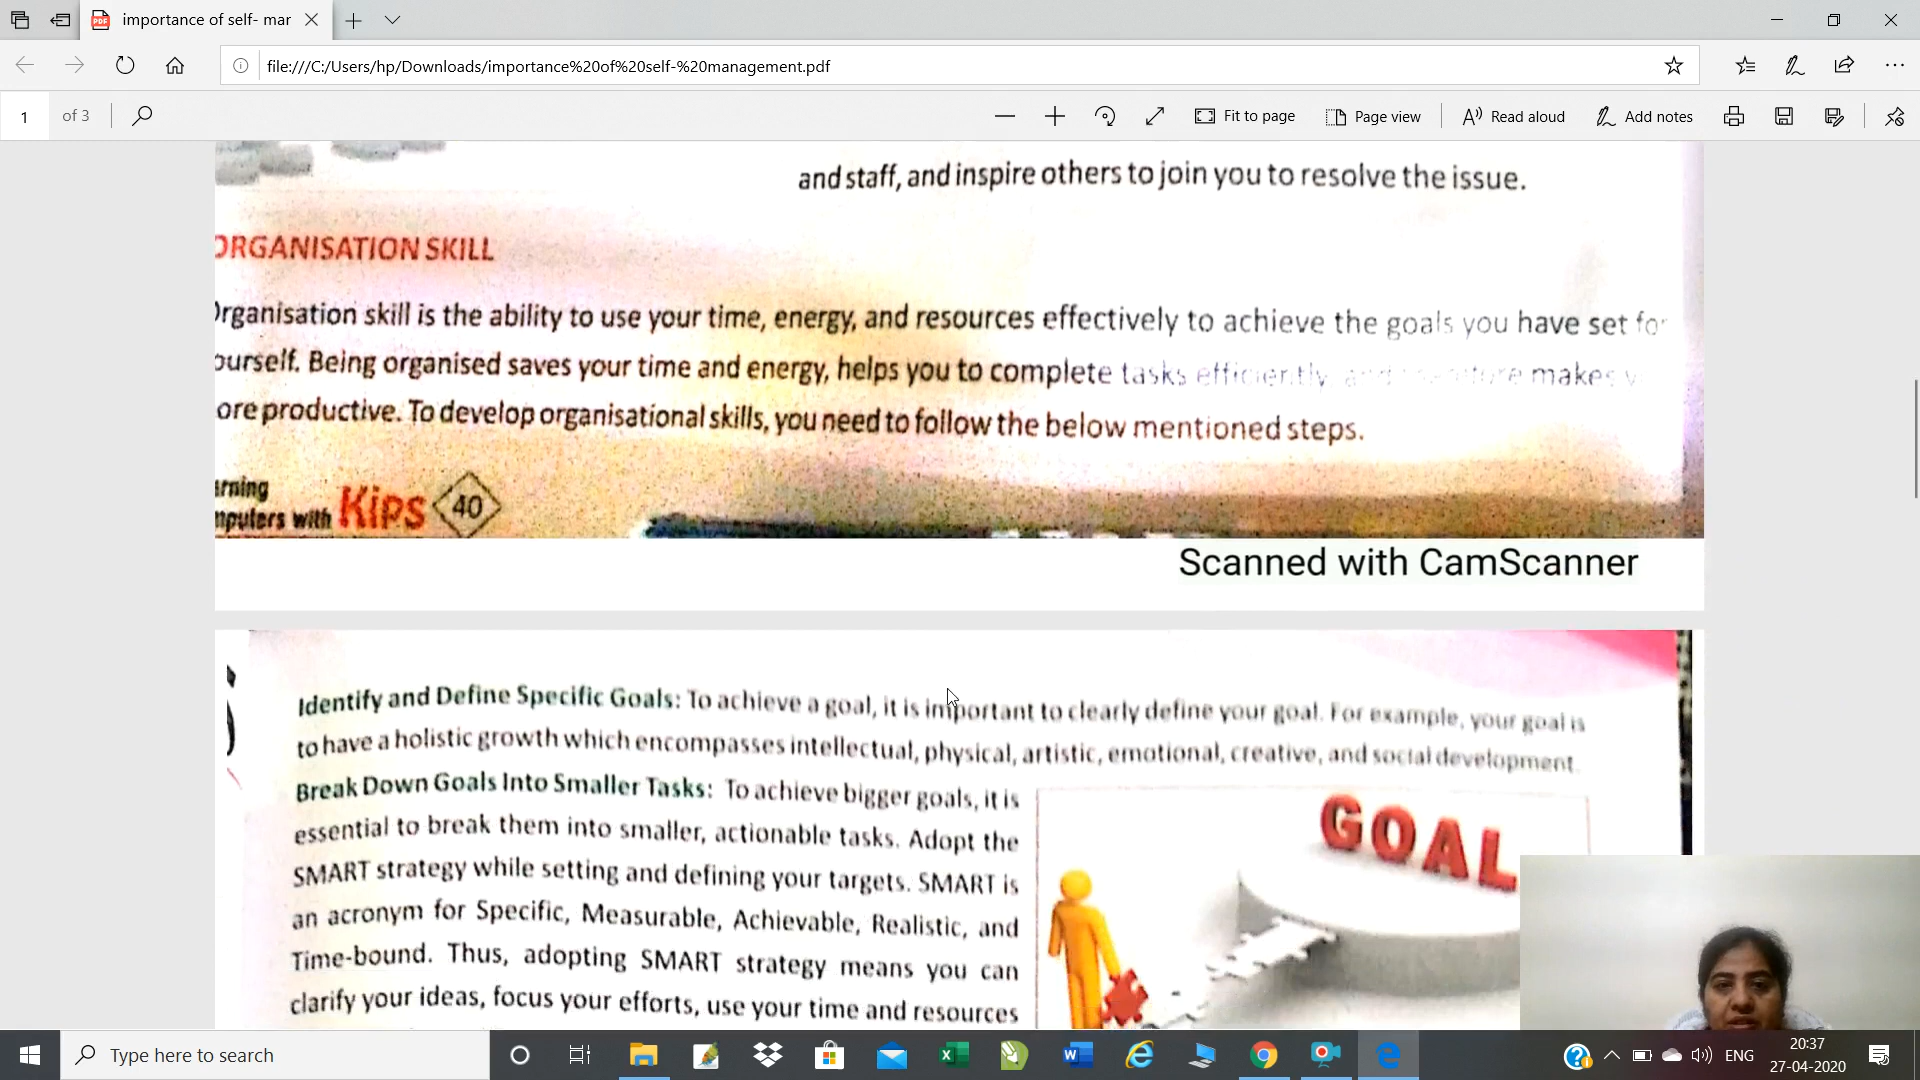 importance of self- mar
file:///C:/Users/hp/Downloads/importance%20of%20self-%20management.pdf
1 of 3
Fit to page
Page view
Read aloud
Add notes
and staff, and inspire others to join you to resolve the issue.
ORGANISATION SKILL
Organisation skill is the ability to use your time, energy, and resources effectively to achieve the goals you have set for
ourself. Being organised saves your time and energy, helps you to complete tasks efficiently, and makes
ore productive. To develop organisational skills, you need to follow the below mentioned steps.
arning
mputers with Kips 40
Scanned with CamScanner
Identify and Define Specific Goals: To achieve a goal, it is important to clearly define your goal. For example, your goal is
to have a holistic growth which encompasses intellectual, physical, artistic, emotional, creative, and social development.
Break Down Goals Into Smaller Tasks: To achieve bigger goals, it is
essential to break them into smaller, actionable tasks. Adopt the
SMART strategy while setting and defining your targets. SMART is
an acronym for Specific, Measurable, Achievable, Realistic, and
Time-bound. Thus, adopting SMART strategy means you can
clarify your ideas, focus your efforts, use your time and resources
GOAL
Type here to search
ENG
20:37
27-04-2020